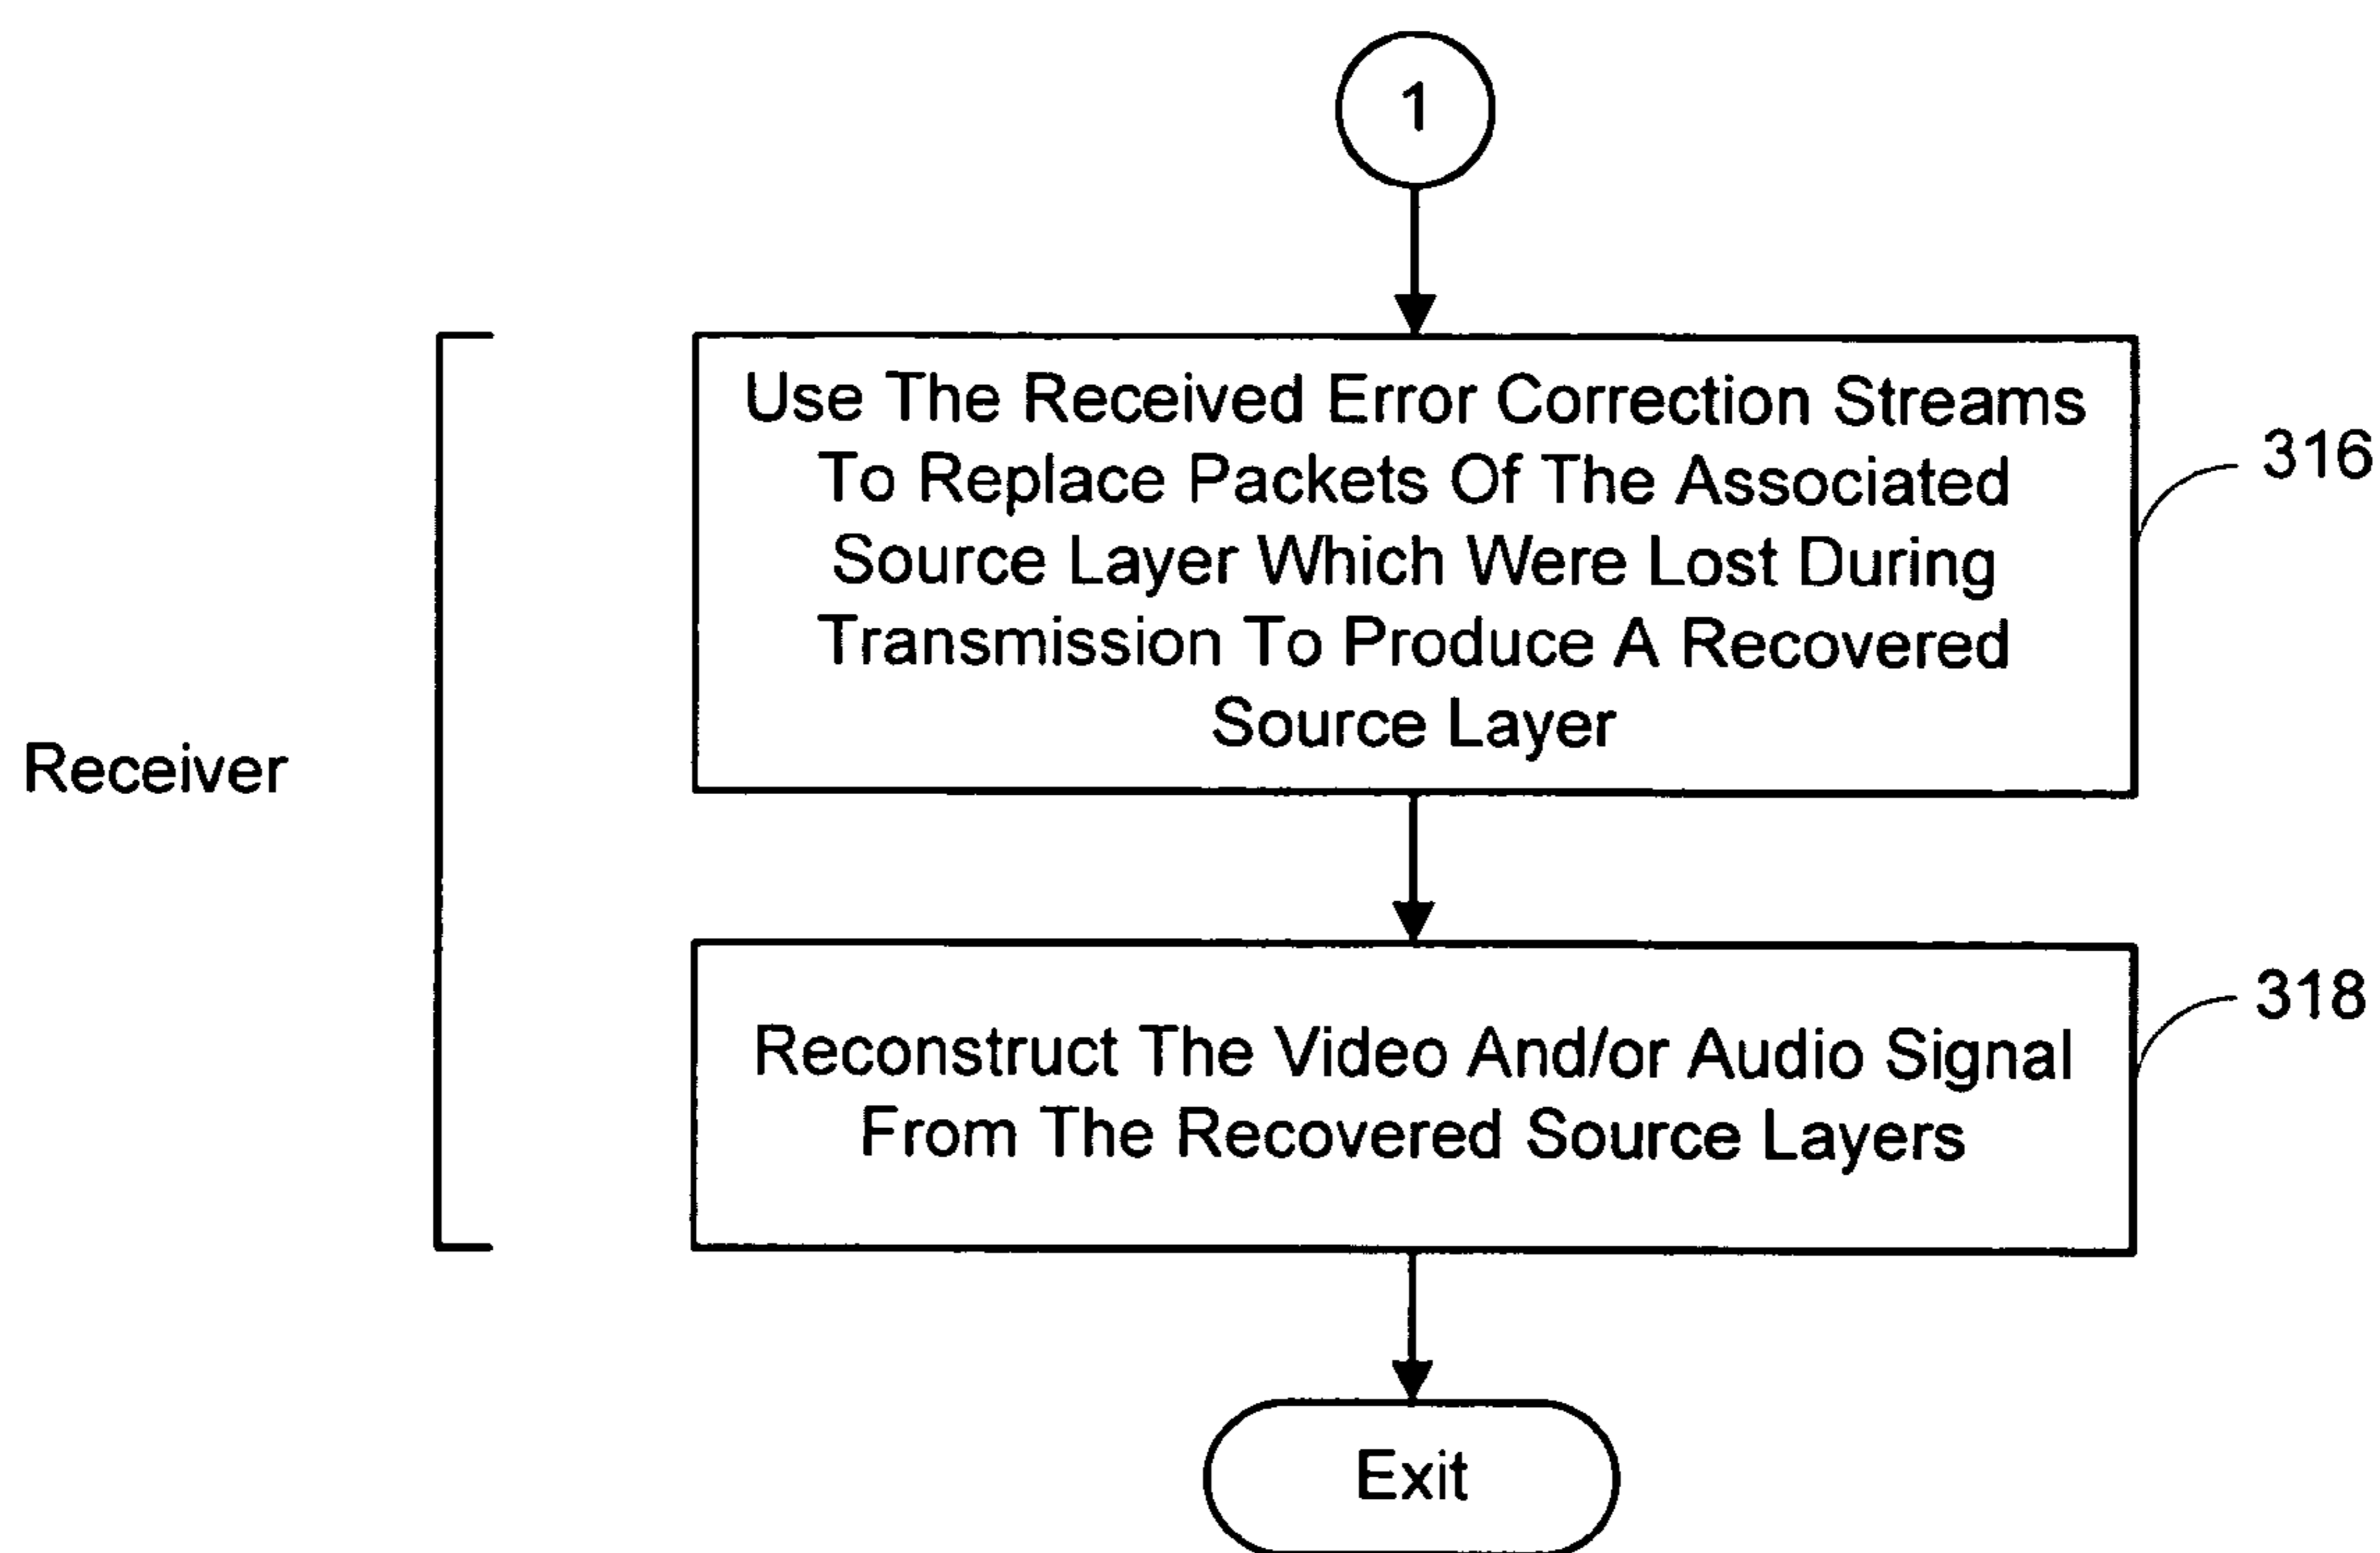 1
Use The Received Error Correction Streams
To Replace Packets Of The Associated
Source Layer Which Were Lost During
Transmission To Produce A Recovered
Source Layer
316
Receiver
Reconstruct The Video And/or Audio Signal
From The Recovered Source Layers
318
Exit